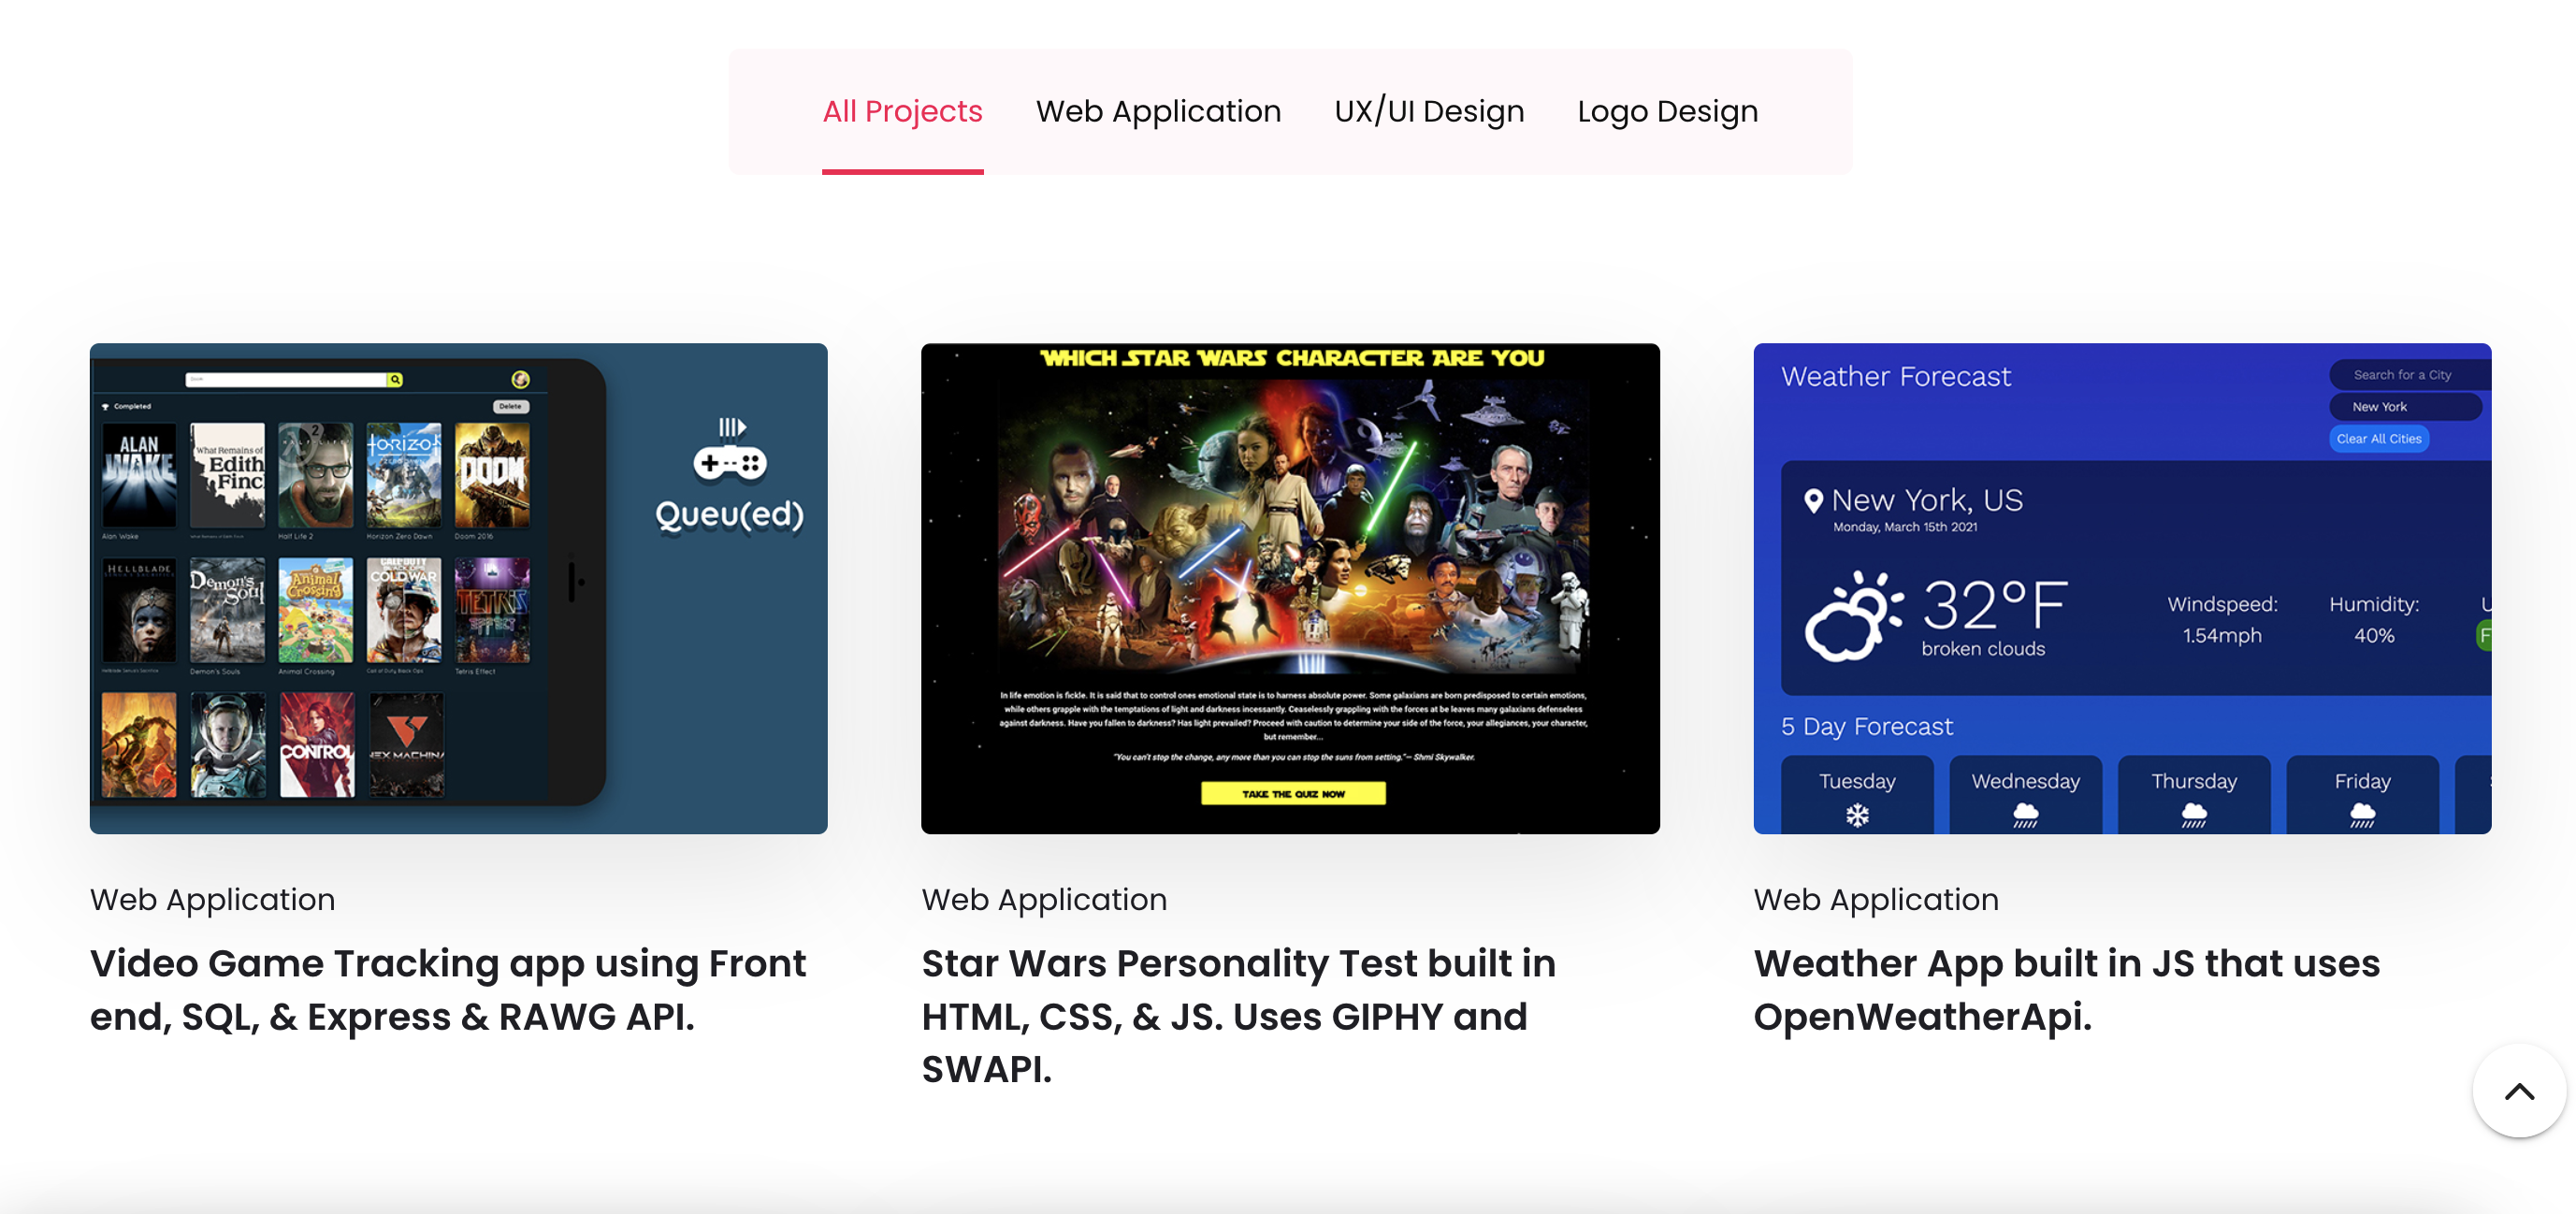 All Projects
Web Application
UX/UI Design
Logo Design
Completed
Delete
ALAN WAKE
What Remains of
Edith
Finc
2
HORIZO
DOOM
Alan Wake
Half Life 2
Horizon Zero Dawn
Doom 2016
HELLBLADE
Demon's
Soul
Animal
Crossing
COLD WAR
TETRIS
EFFECT
Demon's Souls
Animal Crossing
Call of Duty Black Ops
Tetris Effect
CONTROL
HEX MACHINA
Queu(ed)
WHICH STAR WARS CHARACTER ARE YOU
In life emotion is fickle. It is said that to control ones emotional state is to harness absolute power. Some galaxians are born predisposed to certain emotions,
while others grapple with the temptations of light and darkness incessantly. Ceaselessly grappling with the forces at be leaves many galaxians defenseless
against darkness. Have you fallen to darkness? Has light prevailed? Proceed with caution to determine your side of the force, your allegiances, your character,
but remember...
"You can't stop the change, any more than you can stop the suns from setting."— Shmi Skywalker.
TAKE THE QUIZ NOW
Weather Forecast
Search for a City
New York
Clear All Cities
New York, US
Monday, March 15th 2021
32°F
broken clouds
Windspeed:
1.54mph
Humidity:
40%
U
F
5 Day Forecast
Tuesday
Wednesday
Thursday
Friday
Web Application
Video Game Tracking app using Front
end, SQL, & Express & RAWG API.
Web Application
Star Wars Personality Test built in
HTML, CSS, & JS. Uses GIPHY and
SWAPI.
Web Application
Weather App built in JS that uses
OpenWeatherApi.